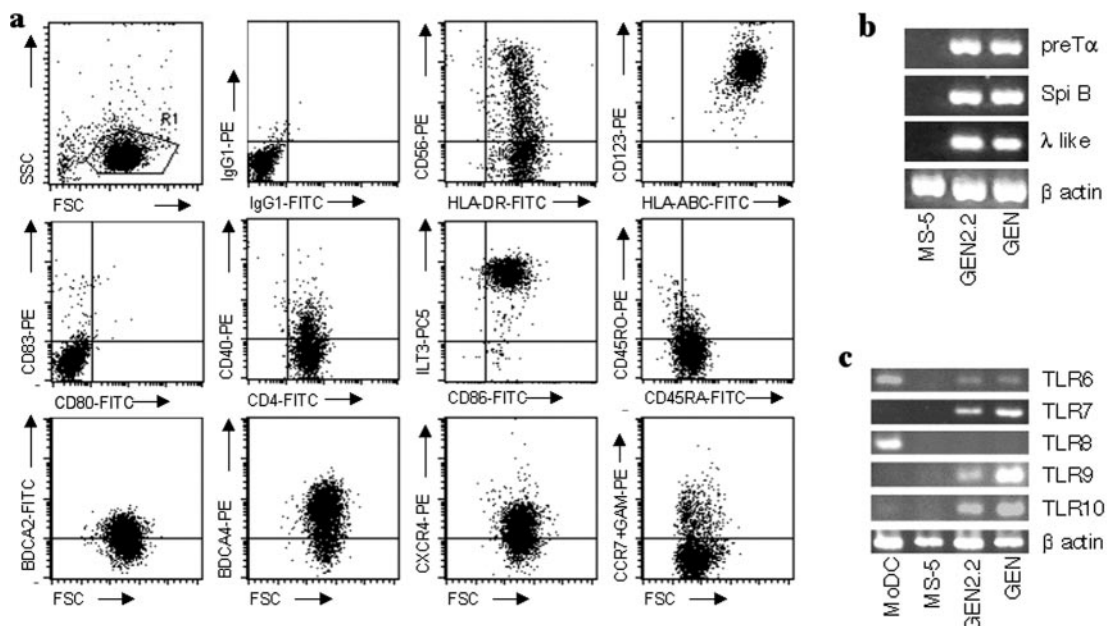 a
SSC
R1
FSC
IgG1-PE
IgG1-FITC
CD56-PE
HLA-DR-FITC
CD123-PE
HLA-ABC-FITC
CD83-PE
CD80-FITC
CD40-PE
CD4-FITC
ILT3-PC5
CD86-FITC
CD45RO-PE
CD45RA-FITC
BDCA2-FITC
FSC
BDCA4-PE
FSC
CXCR4-PE
FSC
CCR7+GAM-PE
FSC
b
preTα
Spi B
λ like
β actin
MS-5
GEN2.2
GEN
c
TLR6
TLR7
TLR8
TLR9
TLR10
β actin
MoDC
MS-5
GEN2.2
GEN